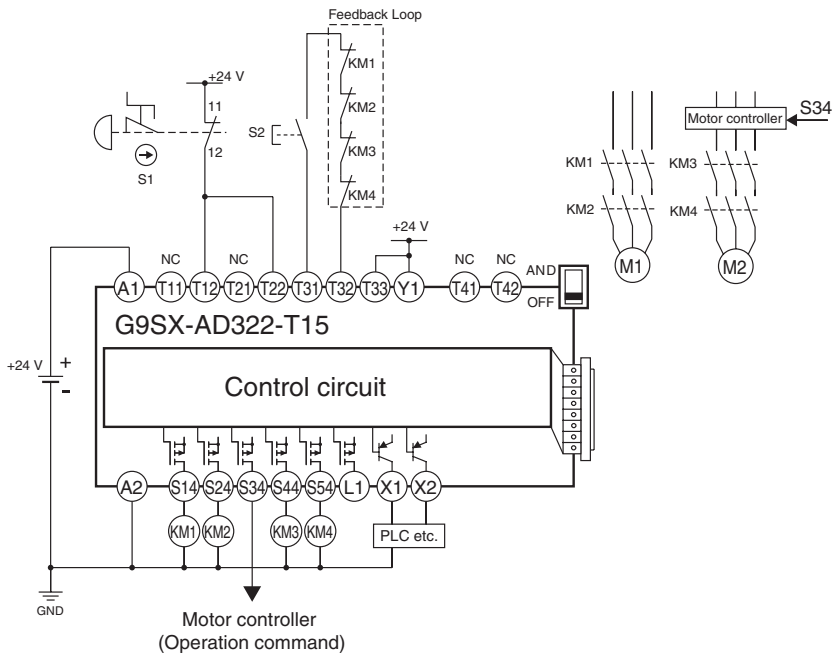 Feedback Loop
+24 V
11
12
S1
S2
KM1
KM2
KM3
KM4
+24 V
Motor controller
S34
KM1
KM2
KM3
KM4
M1
M2
NC
NC
NC
NC
A1
T11
T12
T21
T22
T31
T32
T33
Y1
T41
T42
AND
OFF
G9SX-AD322-T15
Control circuit
+24 V
+
-
A2
S14
S24
S34
S44
S54
L1
X1
X2
KM1
KM2
KM3
KM4
PLC etc.
GND
Motor controller
(Operation command)